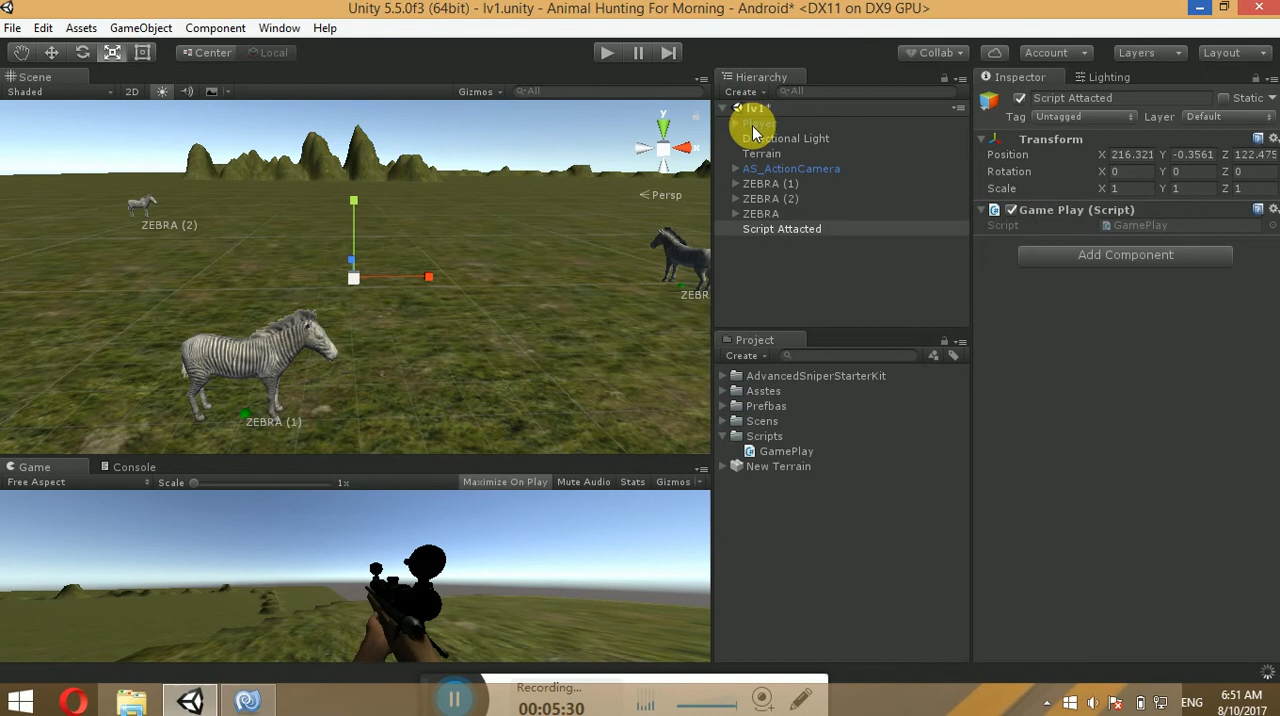 Unity 5.5.0f3 (64bit) - lv1.unity - Animal Hunting For Morning - Android* <DX11 on DX9 GPU>
File Edit Assets GameObject Component Window Help
Center Local Collab Account Layers Layout
Scene
Shaded 2D Gizmos All
y
x
Persp
ZEBRA (2)
ZEBR
ZEBRA (1)
Hierarchy
Create All
lv1*
Player
Directional Light
Terrain
AS_ActionCamera
ZEBRA (1)
ZEBRA (2)
ZEBRA
Script Attacted
Project
Create
AdvancedSniperStarterKit
Asstes
Prefbas
Scens
Scripts
GamePlay
New Terrain
Inspector Lighting
Script Attacted Static
Tag Untagged Layer Default
Transform
Position X 216.321 Y -0.3561 Z 122.475
Rotation X 0 Y 0 Z 0
Scale X 1 Y 1 Z 1
Game Play (Script)
Script GamePlay
Add Component
Game Console
Free Aspect Scale 1x Maximize On Play Mute Audio Stats Gizmos
Recording...
00:05:30
ENG
6:51 AM
8/10/2017